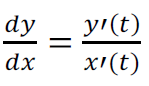 dy/dx = y′(t)/x′(t)